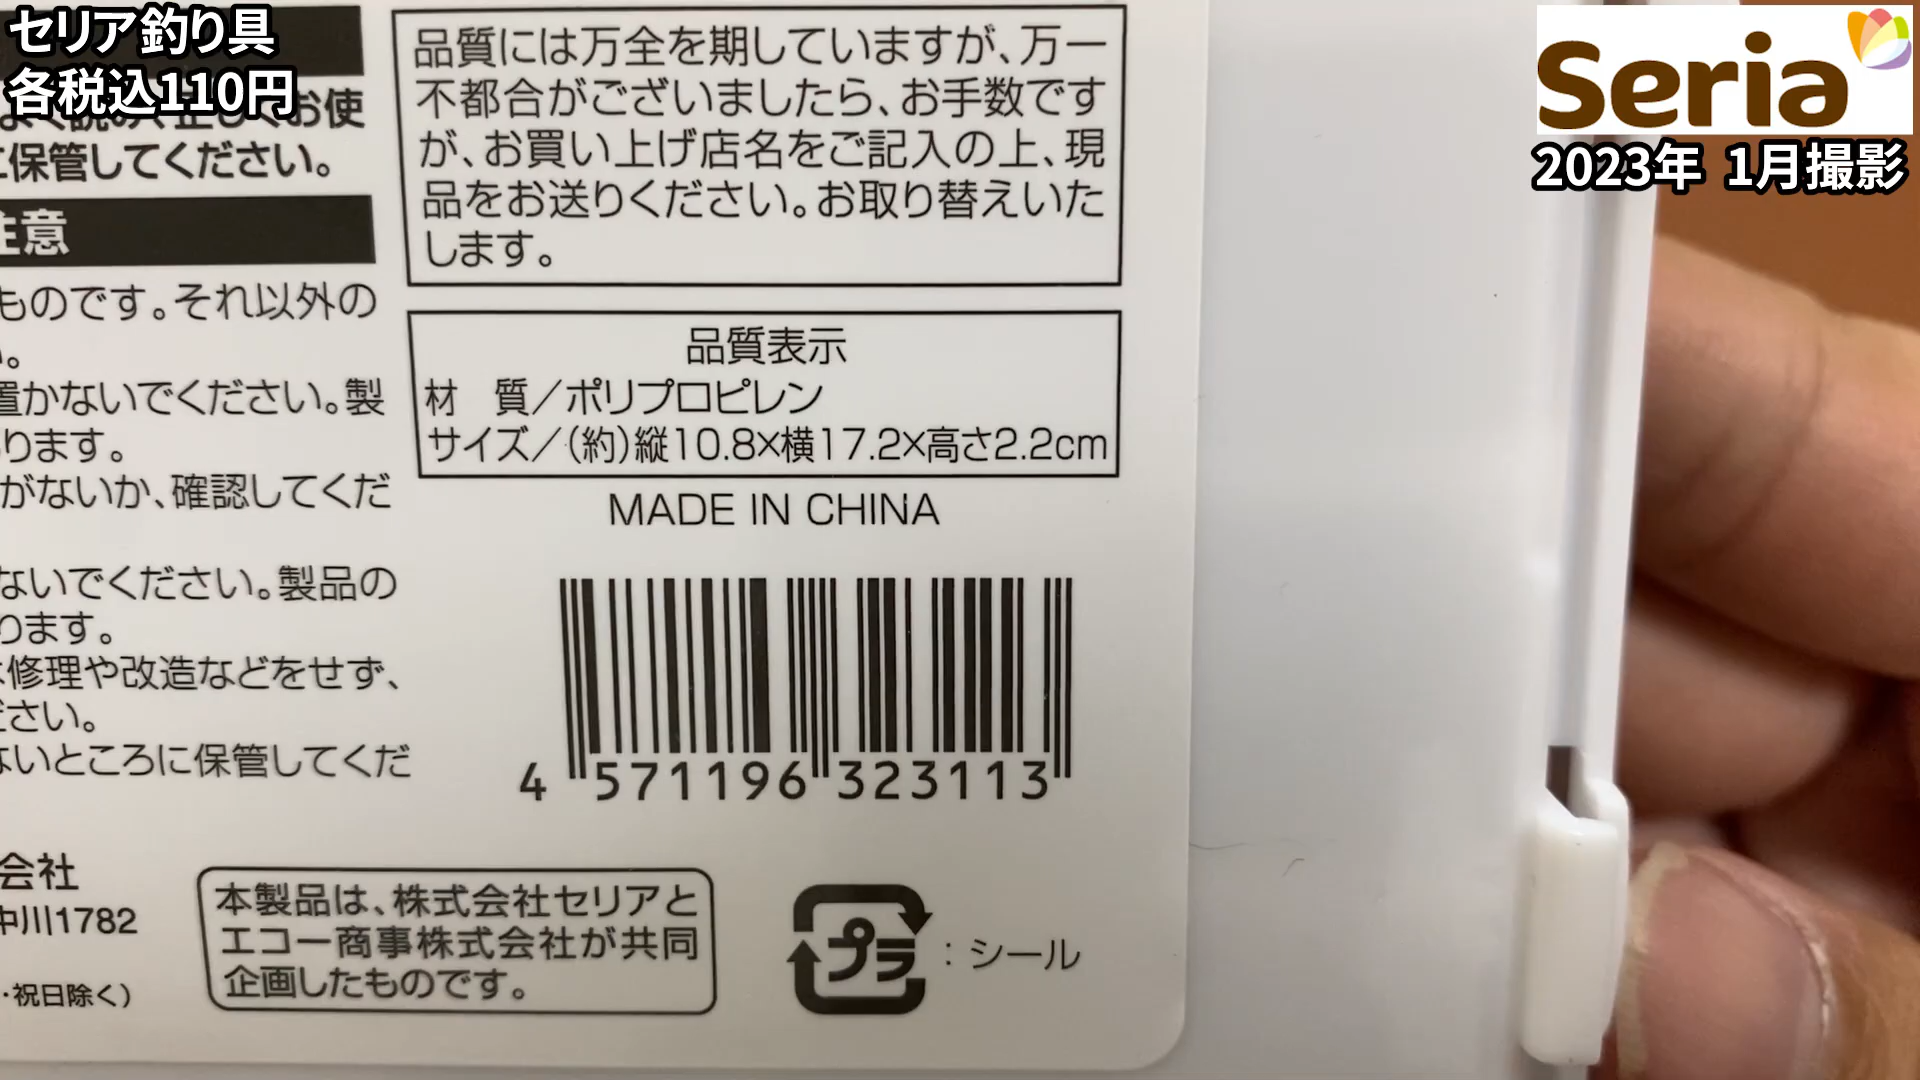 セリア釣り具
各税込110円
Seria
2023年 1月撮影
お使
に保管してください。
注意
ものです。それ以外の
い。
置かないでください。製
ります。
がないか、確認してくだ
ないでください。製品の
ります。
修理や改造などをせず、
ださい。
ないところに保管してくだ
会社
中川1782
・祝日除く)
品質には万全を期していますが、万一
不都合がございましたら、お手数です
が、お買い上げ店名をご記入の上、現
品をお送りください。お取り替えいた
します。
品質表示
材 質/ポリプロピレン
サイズ/(約)縦10.8×横17.2×高さ2.2cm
MADE IN CHINA
4 571196 323113
本製品は、株式会社セリアと
エコー商事株式会社が共同
企画したものです。
プラ:シール